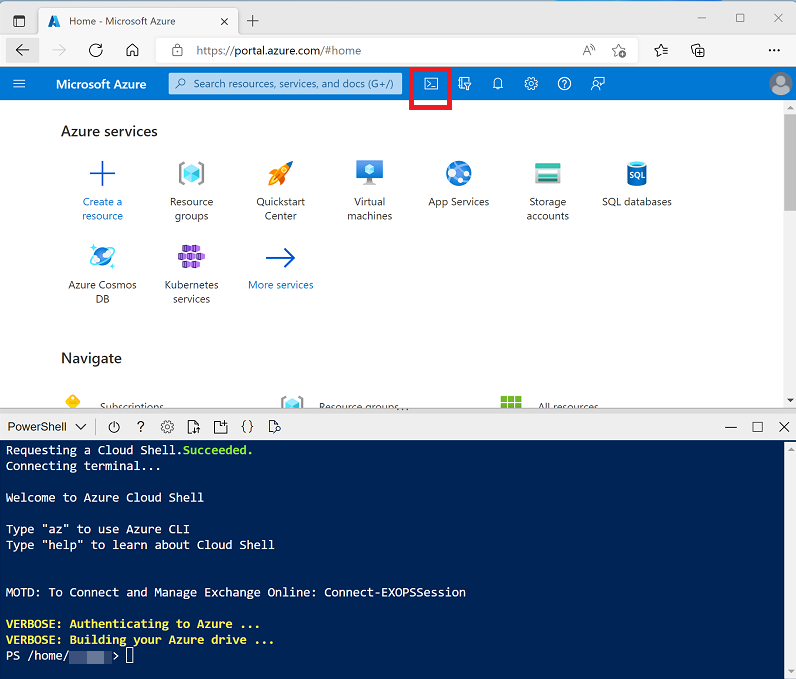 Home - Microsoft Azure
https://portal.azure.com/#home
Microsoft Azure
Search resources, services, and docs (G+/)
Azure services
Create a resource
Resource groups
Quickstart Center
Virtual machines
App Services
Storage accounts
SQL
SQL databases
Azure Cosmos DB
Kubernetes services
More services
Navigate
Subscriptions
Resource groups
All resources
PowerShell
Requesting a Cloud Shell.Succeeded.
Connecting terminal...
Welcome to Azure Cloud Shell
Type "az" to use Azure CLI
Type "help" to learn about Cloud Shell
MOTD: To Connect and Manage Exchange Online: Connect-EXOPSSession
VERBOSE: Authenticating to Azure ...
VERBOSE: Building your Azure drive ...
PS /home/ >